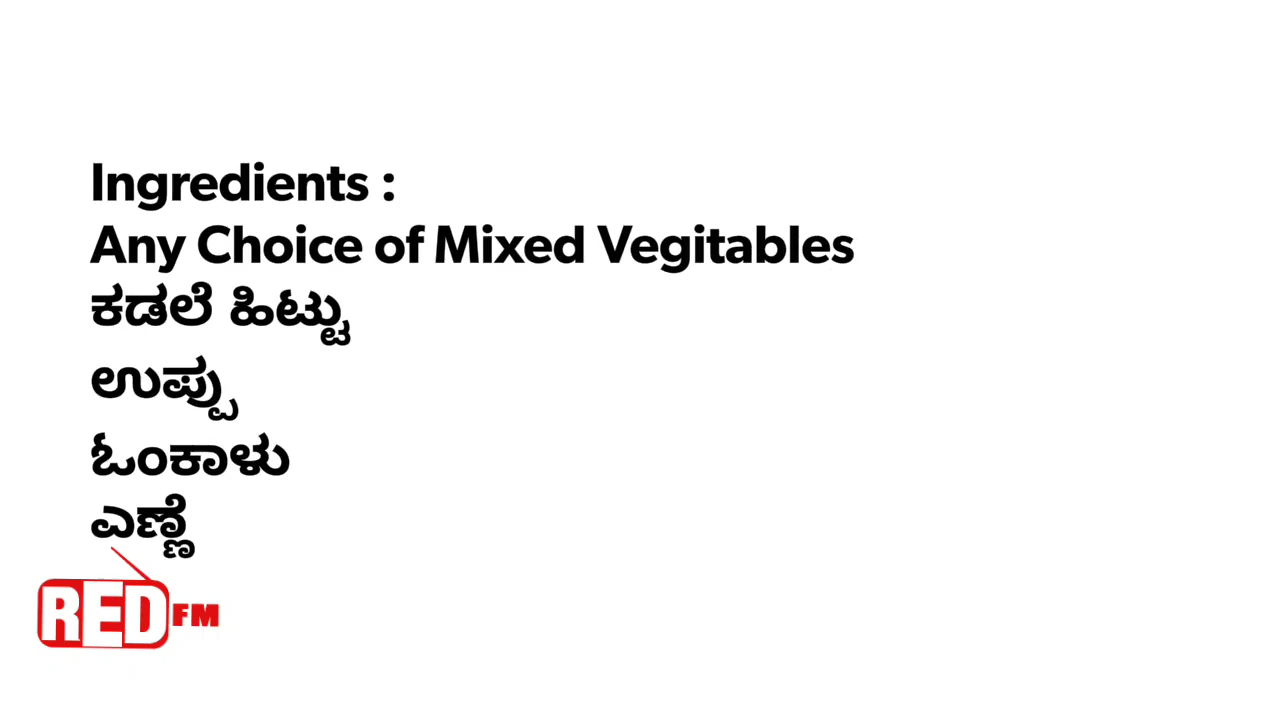 Ingredients :
Any Choice of Mixed Vegitables
ಕಡಲೆ ಹಿಟ್ಟು
ಉಪ್ಪು
ಓಂಕಾಳು
ಎಣ್ಣೆ
RED FM